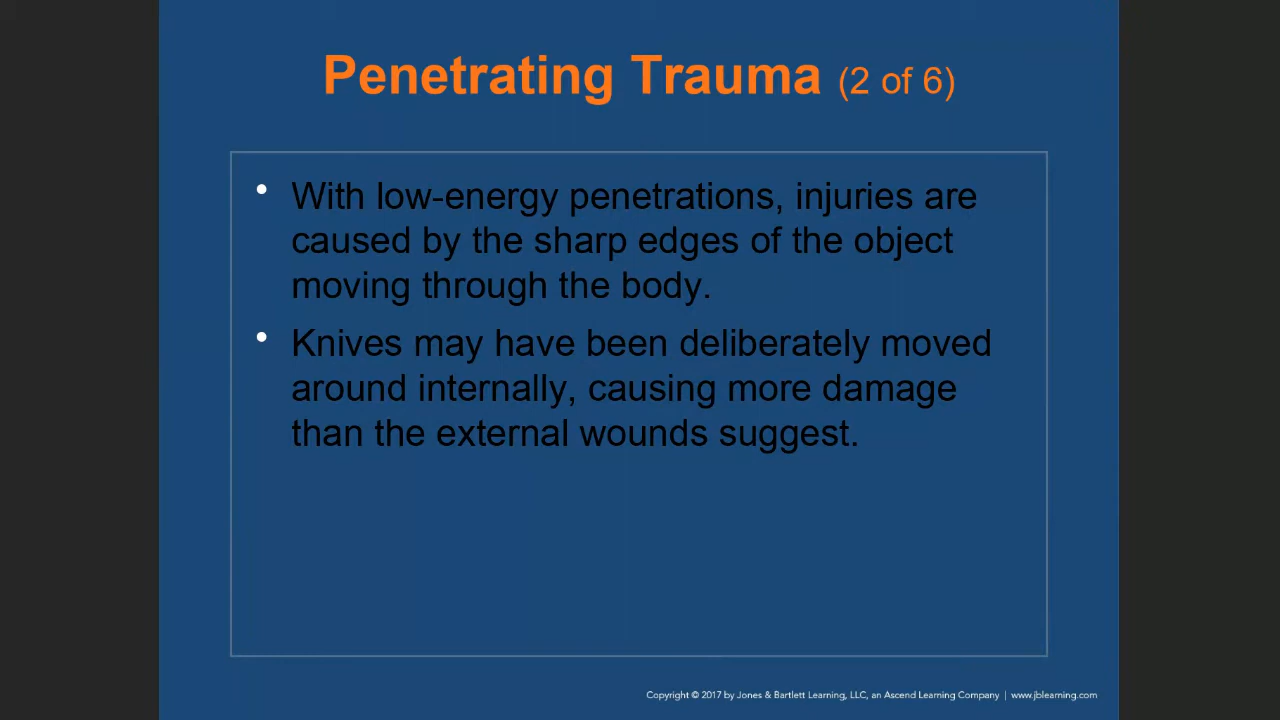 Penetrating Trauma (2 of 6)
• With low-energy penetrations, injuries are
caused by the sharp edges of the object
moving through the body.
• Knives may have been deliberately moved
around internally, causing more damage
than the external wounds suggest.
Copyright © 2017 by Jones & Bartlett Learning, LLC, an Ascend Learning Company | www.jblearning.com